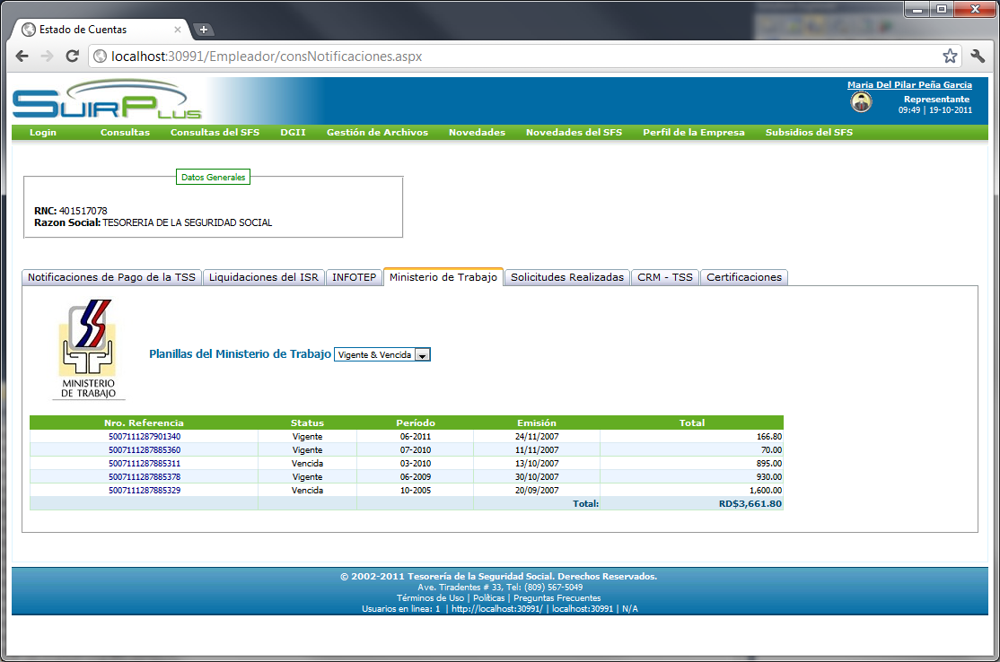 Estado de Cuentas
localhost:30991/Empleador/consNotificaciones.aspx
SUIRPLUS
Maria Del Pilar Peña Garcia
Representante
09:49 | 19-10-2011
Login Consultas Consultas del SFS DGII Gestión de Archivos Novedades Novedades del SFS Perfil de la Empresa Subsidios del SFS
Datos Generales
RNC: 401517078
Razon Social: TESORERIA DE LA SEGURIDAD SOCIAL
Notificaciones de Pago de la TSS Liquidaciones del ISR INFOTEP Ministerio de Trabajo Solicitudes Realizadas CRM - TSS Certificaciones
MINISTERIO
DE TRABAJO
Planillas del Ministerio de Trabajo Vigente & Vencida
Nro. Referencia Status Período Emisión Total
5007111287901340 Vigente 06-2011 24/11/2007 166.80
5007111287885360 Vigente 07-2010 11/11/2007 70.00
5007111287885311 Vencida 03-2010 13/10/2007 895.00
5007111287885378 Vigente 06-2009 30/10/2007 930.00
5007111287885329 Vencida 10-2005 20/09/2007 1,600.00
Total: RD$3,661.80
© 2002-2011 Tesorería de la Seguridad Social. Derechos Reservados.
Ave. Tiradentes # 33, Tel: (809) 567-5049
Términos de Uso | Políticas | Preguntas Frecuentes
Usuarios en linea: 1 | http://localhost:30991/ | localhost:30991 | N/A